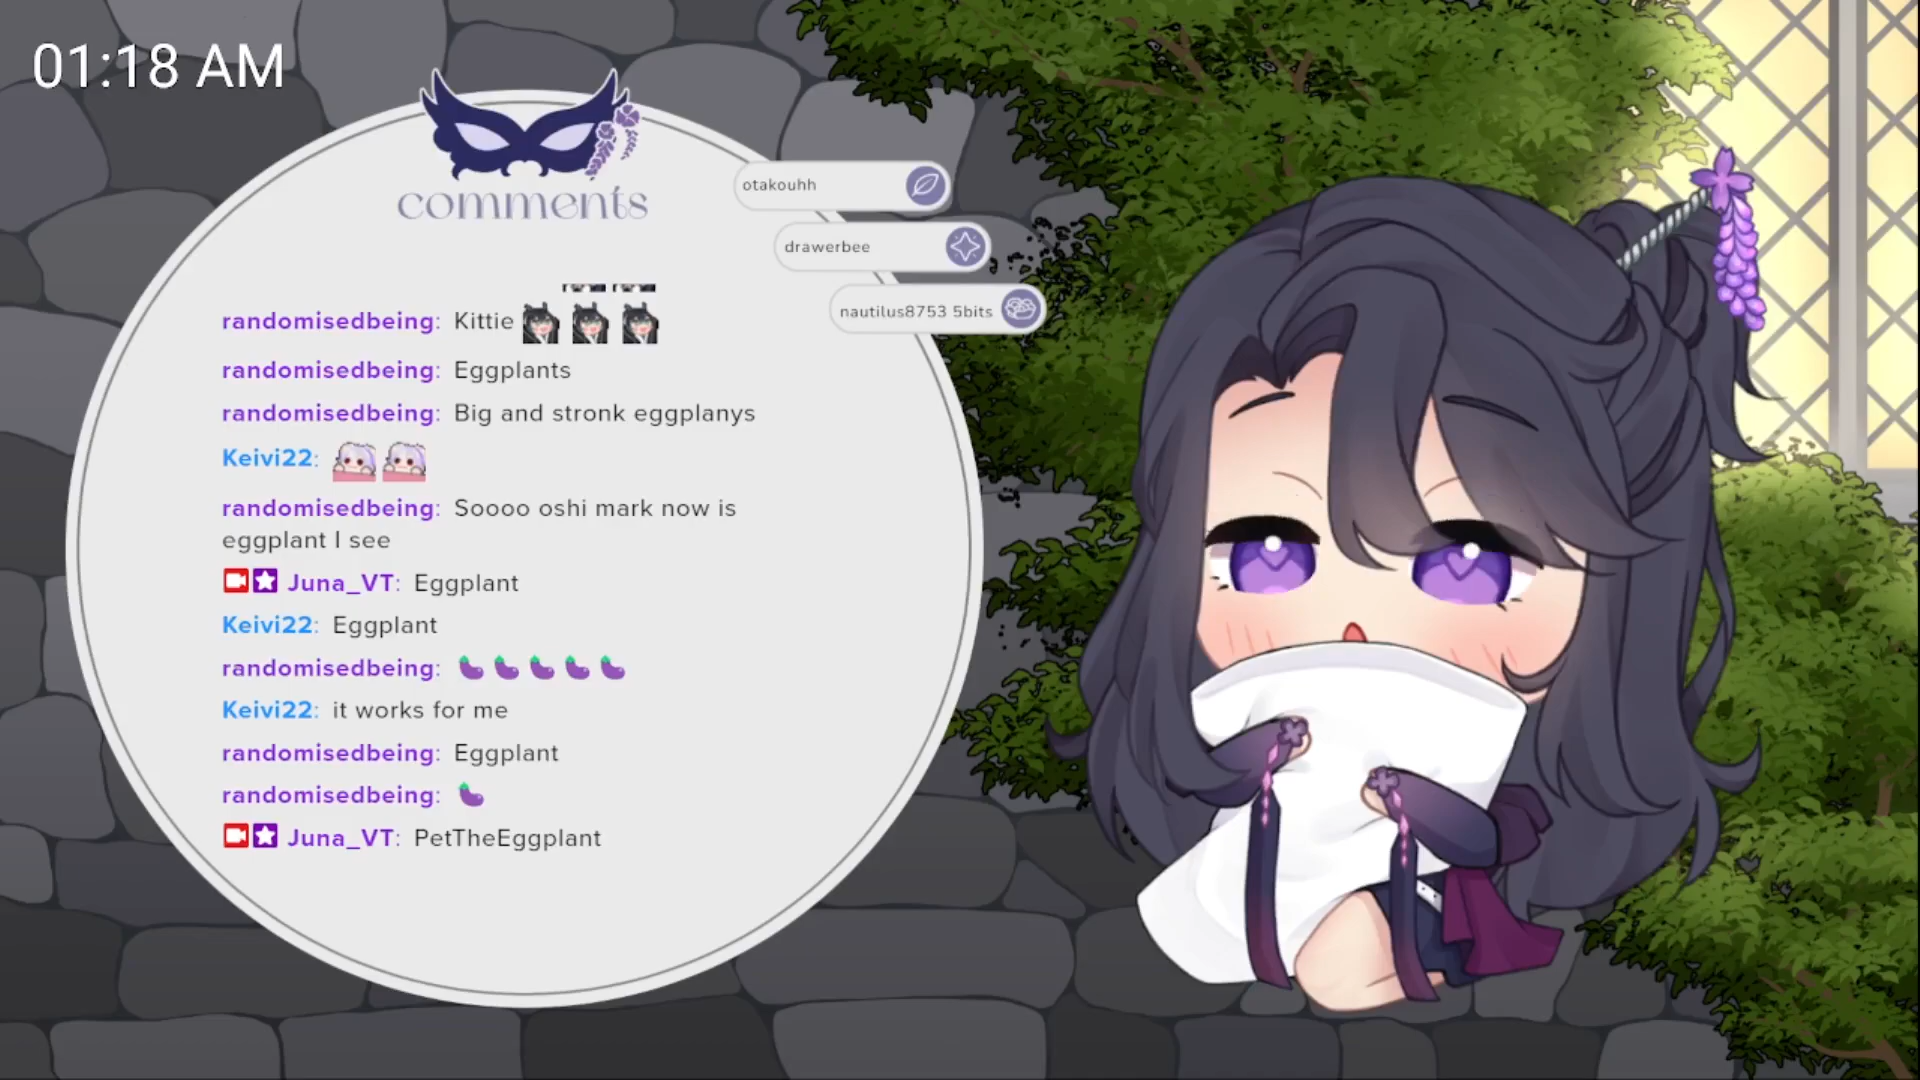 01:18 AM
comments
otakouhh
drawerbee
nautilus8753 5bits
randomisedbeing: Kittie
randomisedbeing: Eggplants
randomisedbeing: Big and stronk eggplanys
Keivi22:
randomisedbeing: Soooo oshi mark now is
eggplant I see
Juna_VT: Eggplant
Keivi22: Eggplant
randomisedbeing: 🍆 🍆 🍆 🍆 🍆
Keivi22: it works for me
randomisedbeing: Eggplant
randomisedbeing: 🍆
Juna_VT: PetTheEggplant